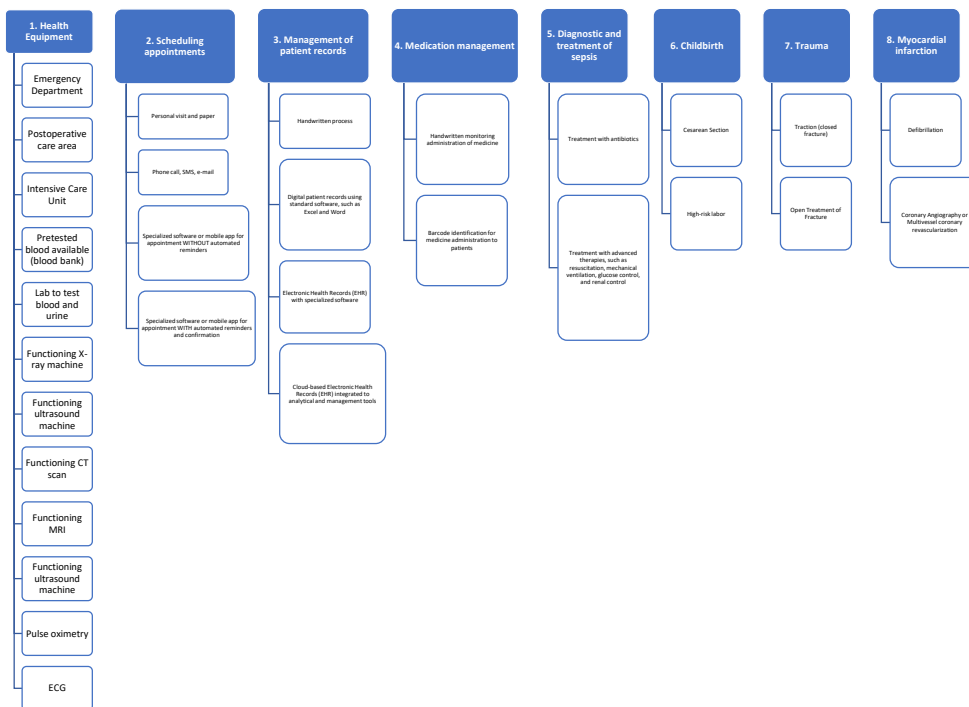 1. Health
Equipment
Emergency
Department
Postoperative
care area
Intensive Care
Unit
Pretested
blood available
(blood bank)
Lab to test
blood and
urine
Functioning X-
ray machine
Functioning
ultrasound
machine
Functioning CT
scan
Functioning
MRI
Functioning
ultrasound
machine
Pulse oximetry
ECG
2. Scheduling
appointments
Personal visit and paper
Phone call, SMS, e-mail
Specialized software or mobile app for
appointment WITHOUT automated
reminders
Specialized software or mobile app for
appointment WITH automated reminders
and confirmation
3. Management of
patient records
Handwritten process
Digital patient records using
standard software, such as
Excel and Word
Electronic Health Records (EHR)
with specialized software
Cloud-based Electronic Health
Records (EHR) integrated to
analytical and management tools
4. Medication management
Handwritten monitoring
administration of medicine
Barcode identification for
medicine administration to
patients
5. Diagnostic and
treatment of
sepsis
Treatment with antibiotics
Treatment with advanced
therapies, such as
resuscitation, mechanical
ventilation, glucose control,
and renal control
6. Childbirth
Cesarean Section
High-risk labor
7. Trauma
Traction (closed
fracture)
Open Treatment of
Fracture
8. Myocardial
infarction
Defibrillation
Coronary Angiography or
Multivessel coronary
revascularization